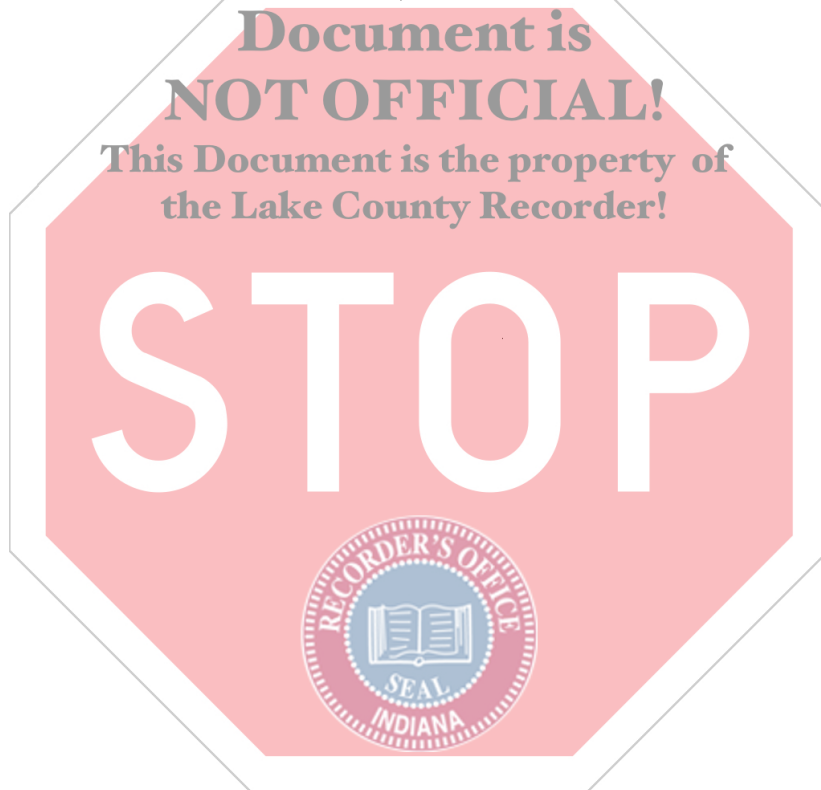 Document is
NOT OFFICIAL!
This Document is the property of
the Lake County Recorder!
STOP
RECORDER'S OFFICE
SEAL
INDIANA